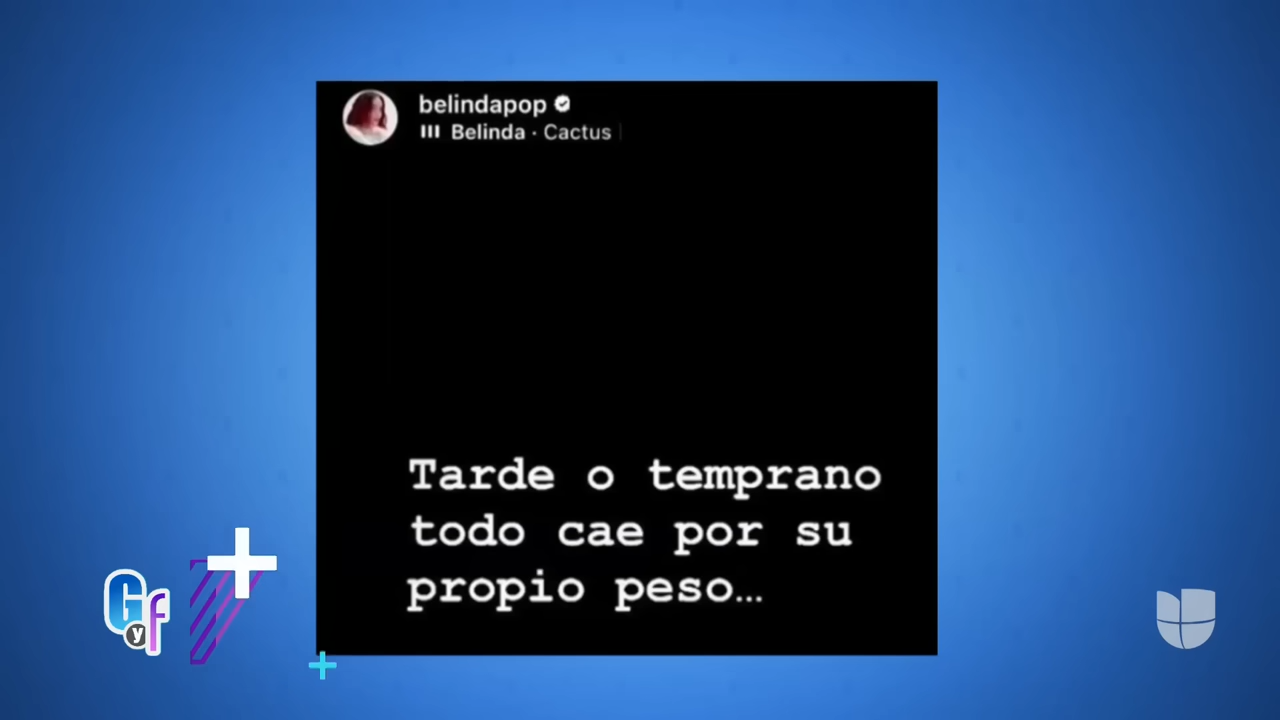 belindapop
Belinda · Cactus
Tarde o temprano
todo cae por su
propio peso...
G y f